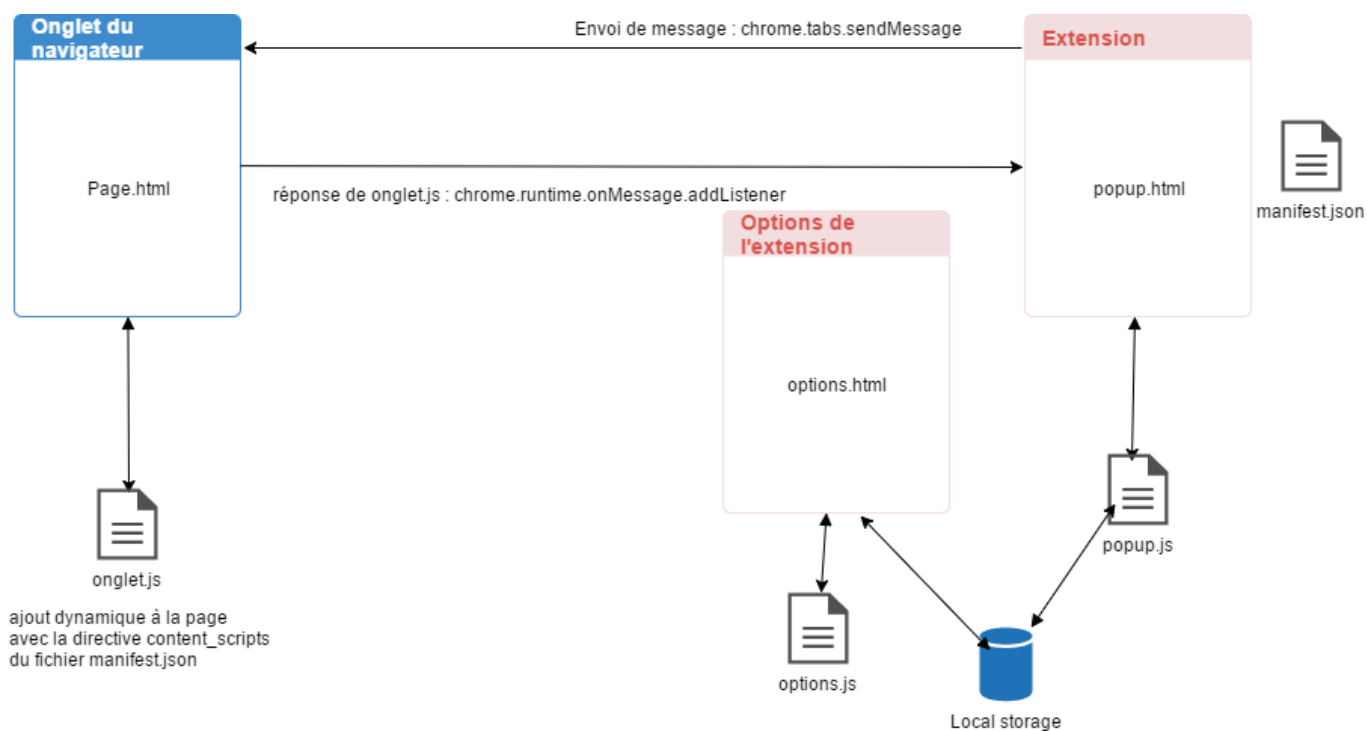 Onglet du
navigateur
Envoi de message : chrome.tabs.sendMessage
Extension
Page.html
réponse de onglet.js : chrome.runtime.onMessage.addListener
popup.html
manifest.json
Options de
l'extension
options.html
onglet.js
ajout dynamique à la page
avec la directive content_scripts
du fichier manifest.json
popup.js
options.js
Local storage